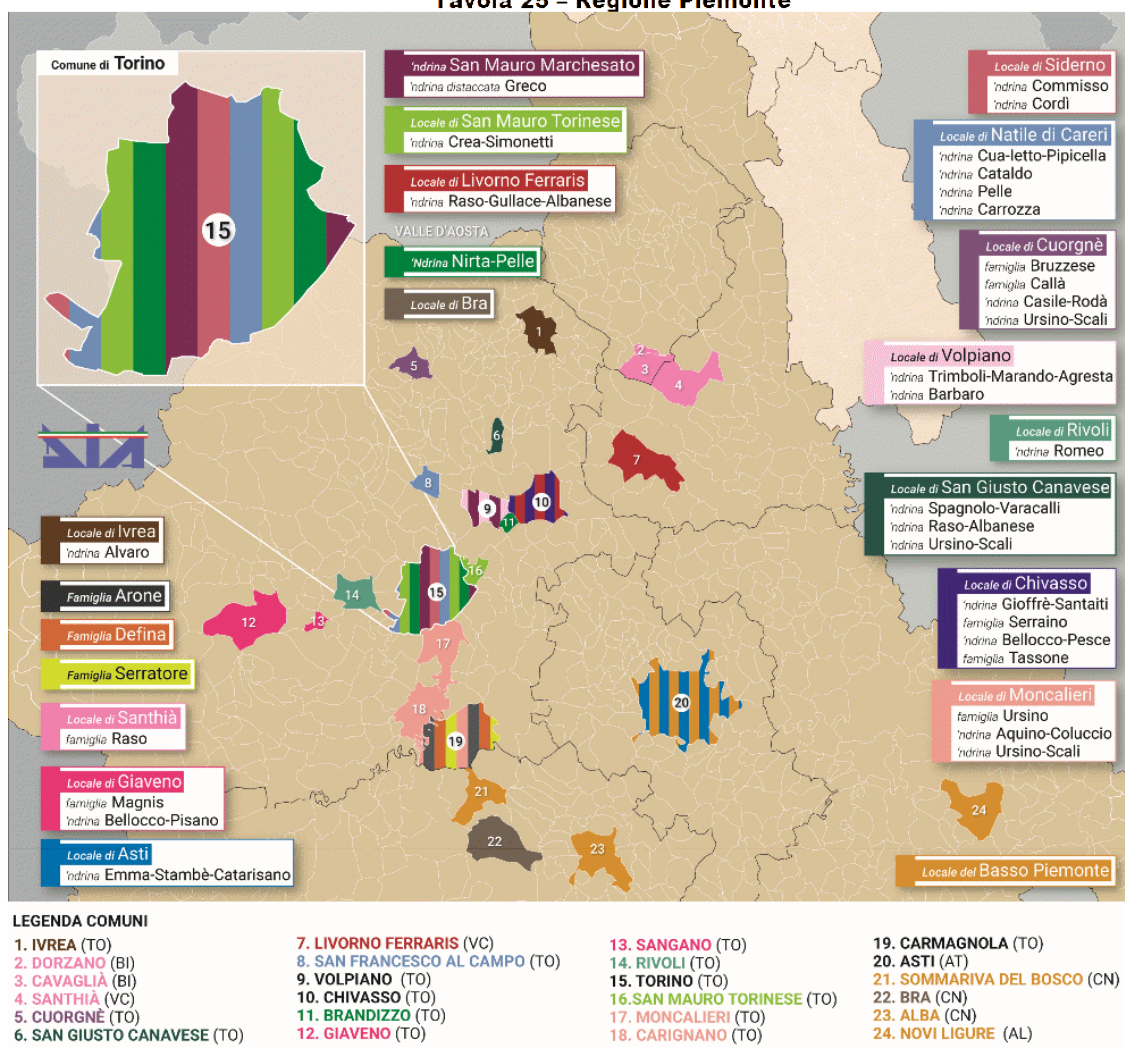 Tavola 25 – Regione Piemonte
Comune di Torino
15
'ndrina San Mauro Marchesato
'ndrina distaccata Greco
Locale di San Mauro Torinese
'ndrina Crea-Simonetti
Locale di Livorno Ferraris
'ndrina Raso-Gullace-Albanese
VALLE D'AOSTA
'Ndrina Nirta-Pelle
Locale di Bra
Locale di Siderno
'ndrina Commisso
'ndrina Cordì
Locale di Natile di Careri
'ndrina Cua-Ietto-Pipicella
'ndrina Cataldo
'ndrina Pelle
'ndrina Carrozza
Locale di Cuorgnè
famiglia Bruzzese
famiglia Callà
'ndrina Casile-Rodà
'ndrina Ursino-Scali
Locale di Volpiano
'ndrina Trimboli-Marando-Agresta
'ndrina Barbaro
Locale di Rivoli
'ndrina Romeo
Locale di San Giusto Canavese
'ndrina Spagnolo-Varacalli
'ndrina Raso-Albanese
'ndrina Ursino-Scali
Locale di Chivasso
'ndrina Gioffrè-Santaiti
famiglia Serraino
'ndrina Bellocco-Pesce
famiglia Tassone
Locale di Moncalieri
famiglia Ursino
'ndrina Aquino-Coluccio
'ndrina Ursino-Scali
Locale del Basso Piemonte
DIA
Locale di Ivrea
'ndrina Alvaro
Famiglia Arone
Famiglia Defina
Famiglia Serratore
Locale di Santhià
famiglia Raso
Locale di Giaveno
famiglia Magnis
'ndrina Bellocco-Pisano
Locale di Asti
'ndrina Emma-Stambè-Catarisano
1
2
3
4
5
6
7
8
9
10
11
12
13
14
15
16
17
18
19
20
21
22
23
24
LEGENDA COMUNI
1. IVREA (TO)
2. DORZANO (BI)
3. CAVAGLIÀ (BI)
4. SANTHIÀ (VC)
5. CUORGNÈ (TO)
6. SAN GIUSTO CANAVESE (TO)
7. LIVORNO FERRARIS (VC)
8. SAN FRANCESCO AL CAMPO (TO)
9. VOLPIANO (TO)
10. CHIVASSO (TO)
11. BRANDIZZO (TO)
12. GIAVENO (TO)
13. SANGANO (TO)
14. RIVOLI (TO)
15. TORINO (TO)
16.SAN MAURO TORINESE (TO)
17. MONCALIERI (TO)
18. CARIGNANO (TO)
19. CARMAGNOLA (TO)
20. ASTI (AT)
21. SOMMARIVA DEL BOSCO (CN)
22. BRA (CN)
23. ALBA (CN)
24. NOVI LIGURE (AL)